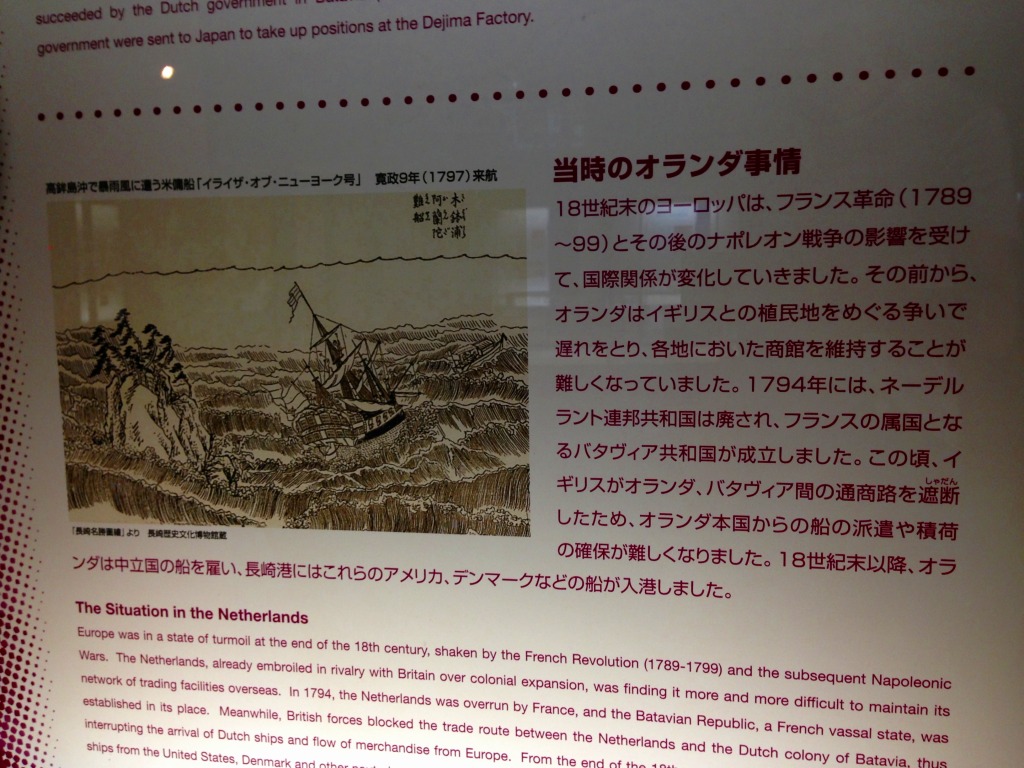 succeeded by the Dutch government in
government were sent to Japan to take up positions at the Dejima Factory.
高鉾島沖で暴雨風に遭う米傭船「イライザ・オブ・ニューヨーク号」 寛政9年(1797)来航
『長崎名勝圖繪』より 長崎歴史文化博物館蔵
当時のオランダ事情
18世紀末のヨーロッパは、フランス革命(1789
～99)とその後のナポレオン戦争の影響を受け
て、国際関係が変化していきました。その前から、
オランダはイギリスとの植民地をめぐる争いで
遅れをとり、各地においた商館を維持することが
難しくなっていました。1794年には、ネーデル
ラント連邦共和国は廃され、フランスの属国とな
るバタヴィア共和国が成立しました。この頃、イ
ギリスがオランダ、バタヴィア間の通商路を遮断
しゃだん
したため、オランダ本国からの船の派遣や積荷
の確保が難しくなりました。18世紀末以降、オラ
ンダは中立国の船を雇い、長崎港にはこれらのアメリカ、デンマークなどの船が入港しました。
The Situation in the Netherlands
Europe was in a state of turmoil at the end of the 18th century, shaken by the French Revolution (1789-1799) and the subsequent Napoleonic
Wars. The Netherlands, already embroiled in rivalry with Britain over colonial expansion, was finding it more and more difficult to maintain its
network of trading facilities overseas. In 1794, the Netherlands was overrun by France, and the Batavian Republic, a French vassal state, was
established in its place. Meanwhile, British forces blocked the trade route between the Netherlands and the Dutch colony of Batavia, thus
interrupting the arrival of Dutch ships and flow of merchandise from Europe. From the end of the
ships from the United States, Denmark and other